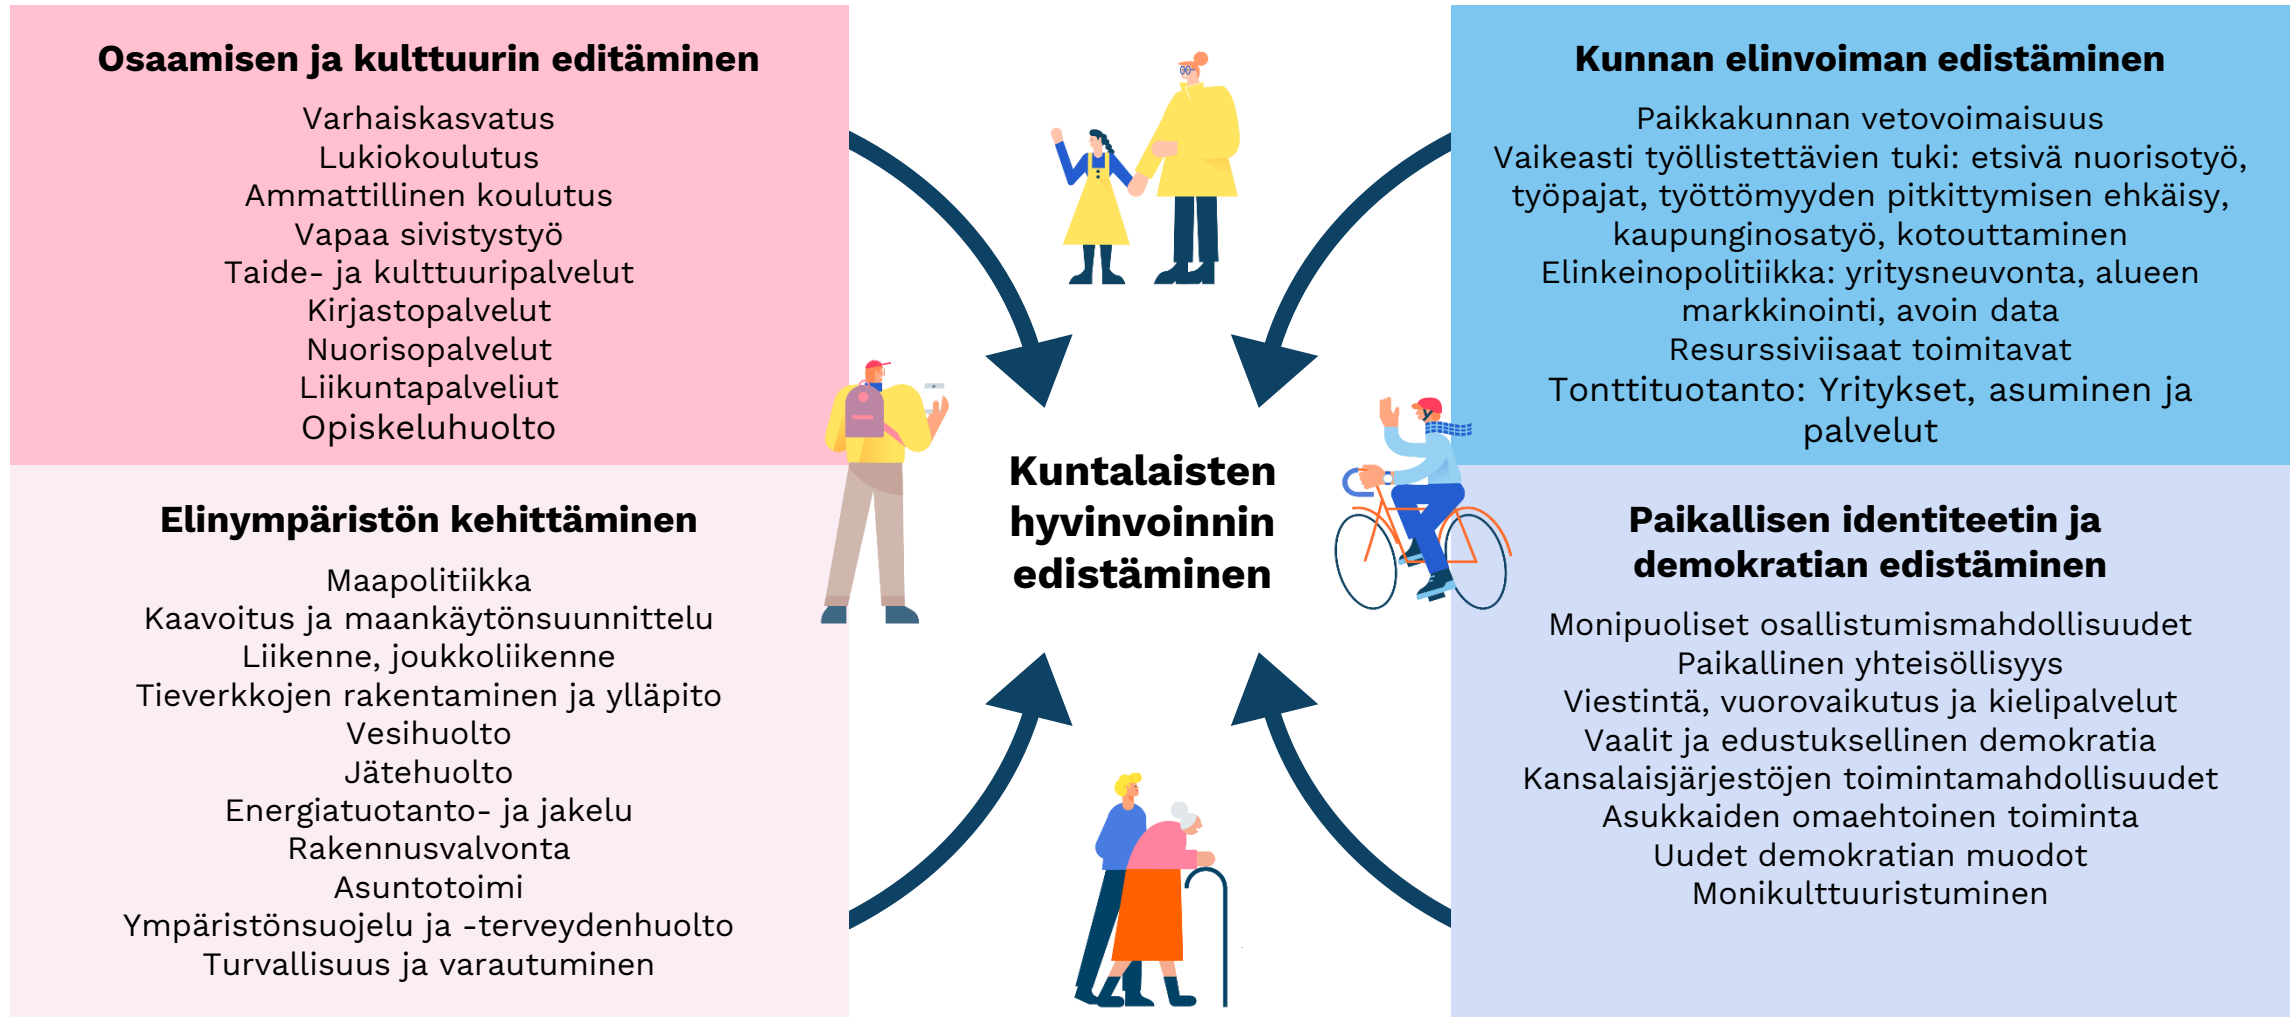 Osaamisen ja kulttuurin editäminen
Varhaiskasvatus
Lukiokoulutus
Ammattillinen koulutus
Vapaa sivistystyö
Taide- ja kulttuuripalvelut
Kirjastopalvelut
Nuorisopalvelut
Liikuntapalveliut
Opiskeluhuolto
Kunnan elinvoiman edistäminen
Paikkakunnan vetovoimaisuus
Vaikeasti työllistettävien tuki: etsivä nuorisotyö,
työpajat, työttömyyden pitkittymisen ehkäisy,
kaupunginosatyö, kotouttaminen
Elinkeinopolitiikka: yritysneuvonta, alueen
markkinointi, avoin data
Resurssiviisaat toimitavat
Tonttituotanto: Yritykset, asuminen ja
palvelut
Kuntalaisten
hyvinvoinnin
edistäminen
Elinympäristön kehittäminen
Maapolitiikka
Kaavoitus ja maankäytönsuunnittelu
Liikenne, joukkoliikenne
Tieverkkojen rakentaminen ja ylläpito
Vesihuolto
Jätehuolto
Energiatuotanto- ja jakelu
Rakennusvalvonta
Asuntotoimi
Ympäristönsuojelu ja -terveydenhuolto
Turvallisuus ja varautuminen
Paikallisen identiteetin ja
demokratian edistäminen
Monipuoliset osallistumismahdollisuudet
Paikallinen yhteisöllisyys
Viestintä, vuorovaikutus ja kielipalvelut
Vaalit ja edustuksellinen demokratia
Kansalaisjärjestöjen toimintamahdollisuudet
Asukkaiden omaehtoinen toiminta
Uudet demokratian muodot
Monikulttuuristuminen